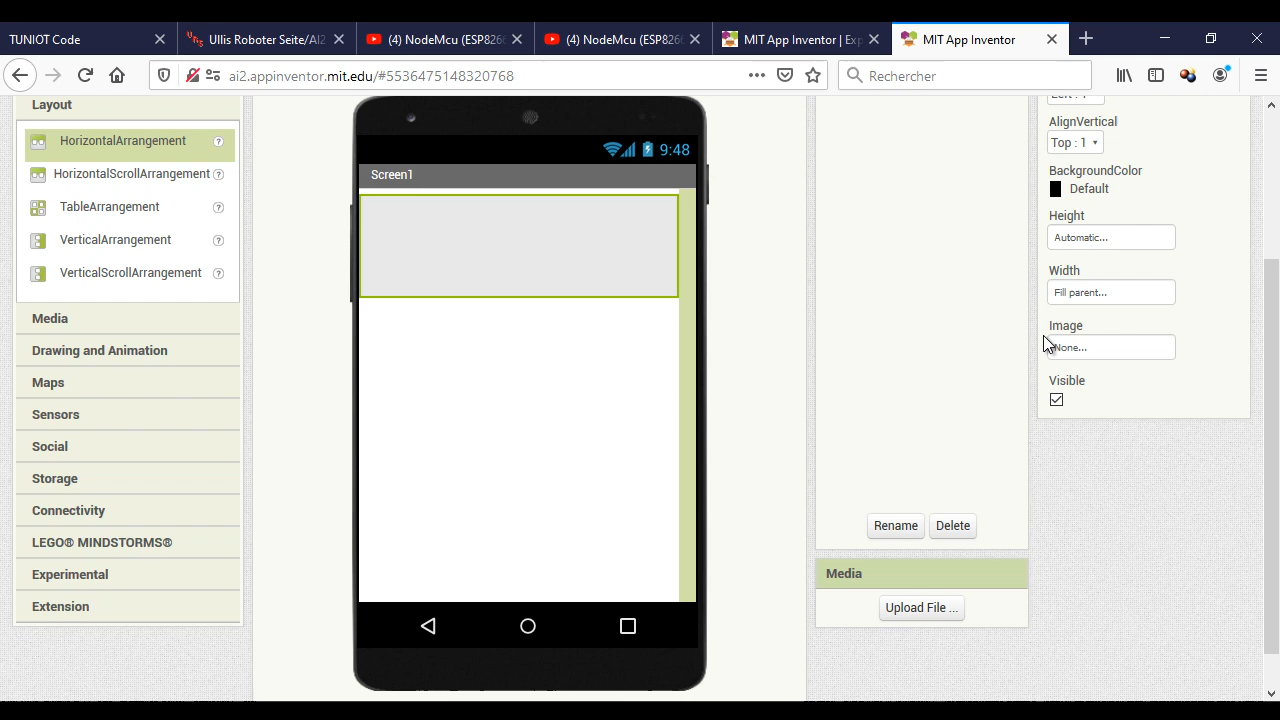 TUNIOT Code
Ullis Roboter Seite/AI2
(4) NodeMcu (ESP826
(4) NodeMcu (ESP826
MIT App Inventor | Exp
MIT App Inventor
ai2.appinventor.mit.edu/#5536475148320768
Rechercher
Layout
HorizontalArrangement
HorizontalScrollArrangement
TableArrangement
VerticalArrangement
VerticalScrollArrangement
Media
Drawing and Animation
Maps
Sensors
Social
Storage
Connectivity
LEGO® MINDSTORMS®
Experimental
Extension
9:48
Screen1
Rename
Delete
Media
Upload File ...
Left : 1
AlignVertical
Top : 1
BackgroundColor
Default
Height
Automatic...
Width
Fill parent...
Image
None...
Visible